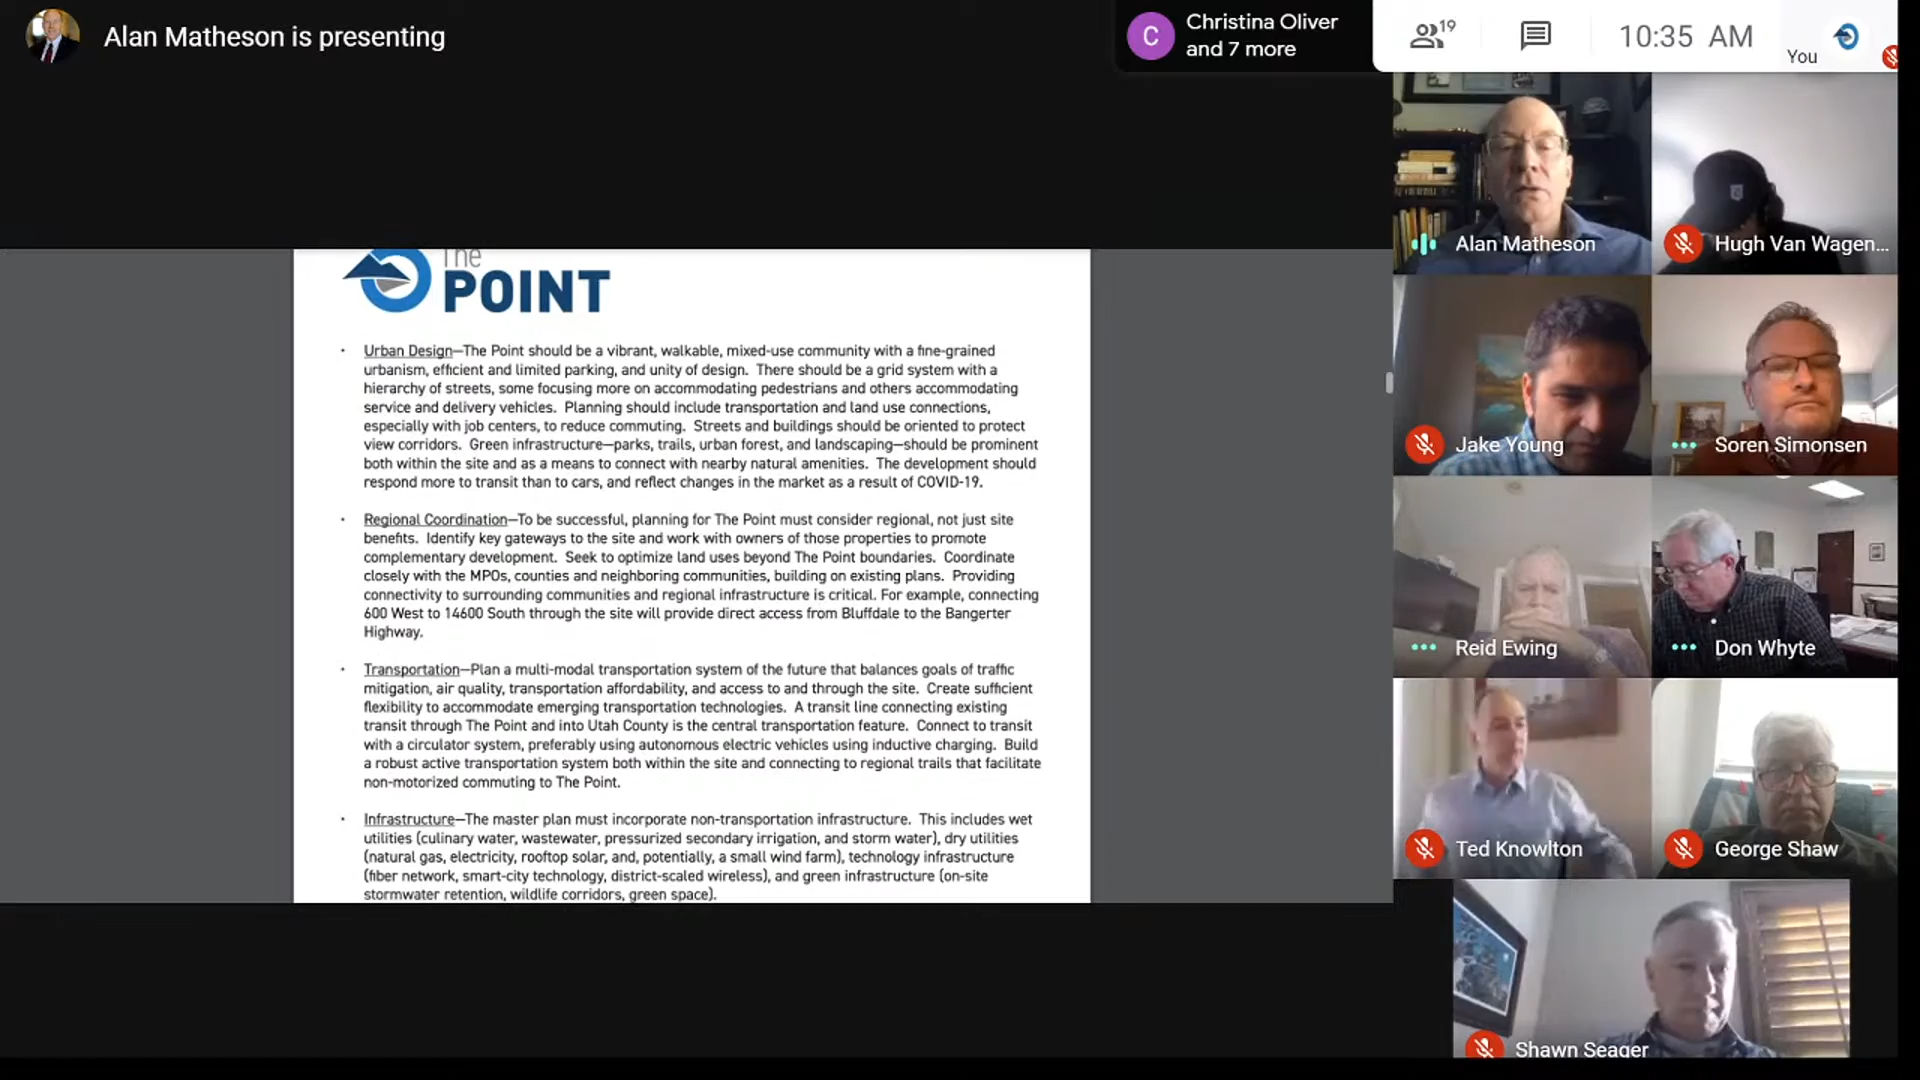 Alan Matheson is presenting
C
Christina Oliver
and 7 more
19
10:35 AM
You
The
POINT
· Urban Design—The Point should be a vibrant, walkable, mixed-use community with a fine-grained
urbanism, efficient and limited parking, and unity of design. There should be a grid system with a
hierarchy of streets, some focusing more on accommodating pedestrians and others accommodating
service and delivery vehicles. Planning should include transportation and land use connections,
especially with job centers, to reduce commuting. Streets and buildings should be oriented to protect
view corridors. Green infrastructure—parks, trails, urban forest, and landscaping—should be prominent
both within the site and as a means to connect with nearby natural amenities. The development should
respond more to transit than to cars, and reflect changes in the market as a result of COVID-19.
· Regional Coordination—To be successful, planning for The Point must consider regional, not just site
benefits. Identify key gateways to the site and work with owners of those properties to promote
complementary development. Seek to optimize land uses beyond The Point boundaries. Coordinate
closely with the MPOs, counties and neighboring communities, building on existing plans. Providing
connectivity to surrounding communities and regional infrastructure is critical. For example, connecting
600 West to 14600 South through the site will provide direct access from Bluffdale to the Bangerter
Highway.
· Transportation—Plan a multi-modal transportation system of the future that balances goals of traffic
mitigation, air quality, transportation affordability, and access to and through the site. Create sufficient
flexibility to accommodate emerging transportation technologies. A transit line connecting existing
transit through The Point and into Utah County is the central transportation feature. Connect to transit
with a circulator system, preferably using autonomous electric vehicles using inductive charging. Build
a robust active transportation system both within the site and connecting to regional trails that facilitate
non-motorized commuting to The Point.
· Infrastructure—The master plan must incorporate non-transportation infrastructure. This includes wet
utilities (culinary water, wastewater, pressurized secondary irrigation, and storm water), dry utilities
(natural gas, electricity, rooftop solar, and, potentially, a small wind farm), technology infrastructure
(fiber network, smart-city technology, district-scaled wireless), and green infrastructure (on-site
stormwater retention, wildlife corridors, green space).
Alan Matheson
Hugh Van Wagen...
Jake Young
Soren Simonsen
Reid Ewing
Don Whyte
Ted Knowlton
George Shaw
Shawn Seager